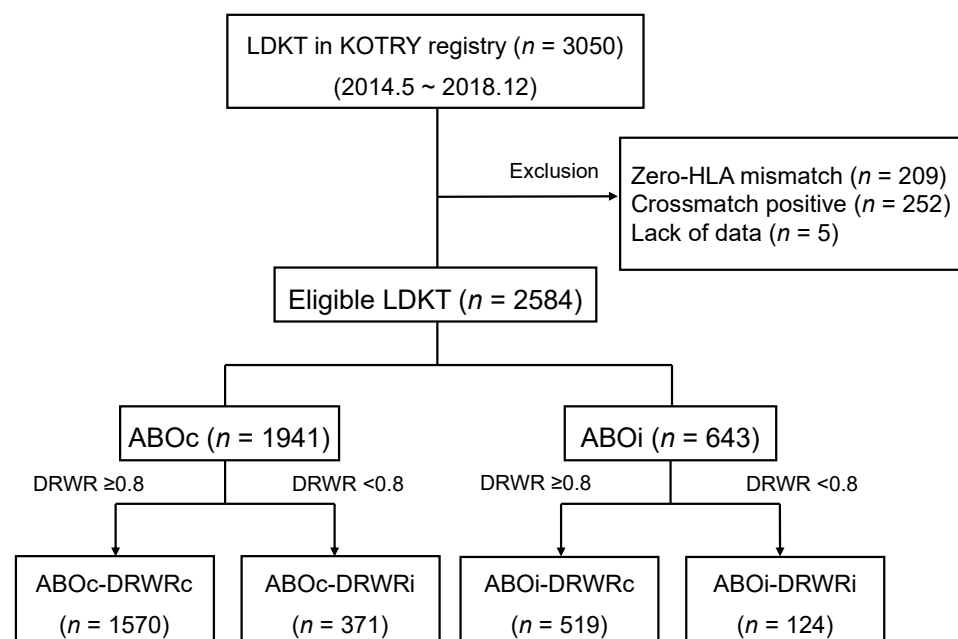 LDKT in KOTRY registry (n = 3050)
(2014.5 ~ 2018.12)
Exclusion
Zero-HLA mismatch (n = 209)
Crossmatch positive (n = 252)
Lack of data (n = 5)
Eligible LDKT (n = 2584)
ABOc (n = 1941)
ABOi (n = 643)
DRWR ≥0.8
DRWR <0.8
DRWR ≥0.8
DRWR <0.8
ABOc-DRWRc
(n = 1570)
ABOc-DRWRi
(n = 371)
ABOi-DRWRc
(n = 519)
ABOi-DRWRi
(n = 124)